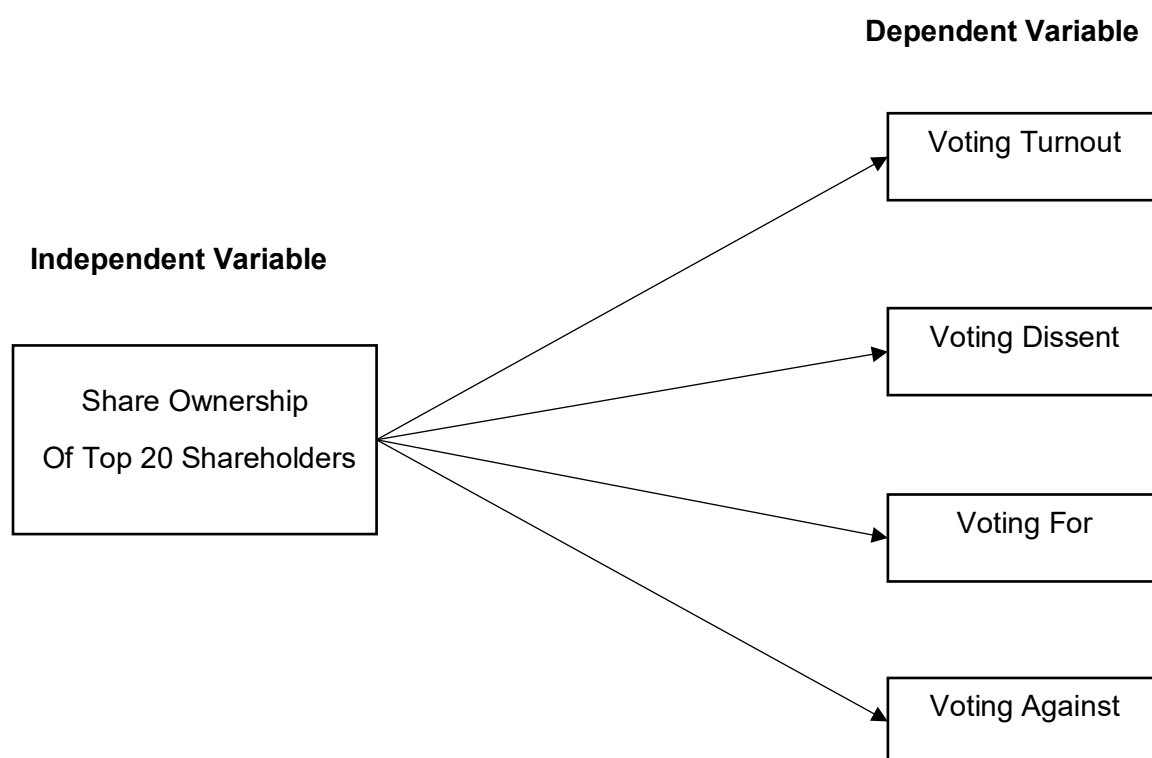 Dependent Variable
Voting Turnout
Independent Variable
Voting Dissent
Share Ownership
Of Top 20 Shareholders
Voting For
Voting Against